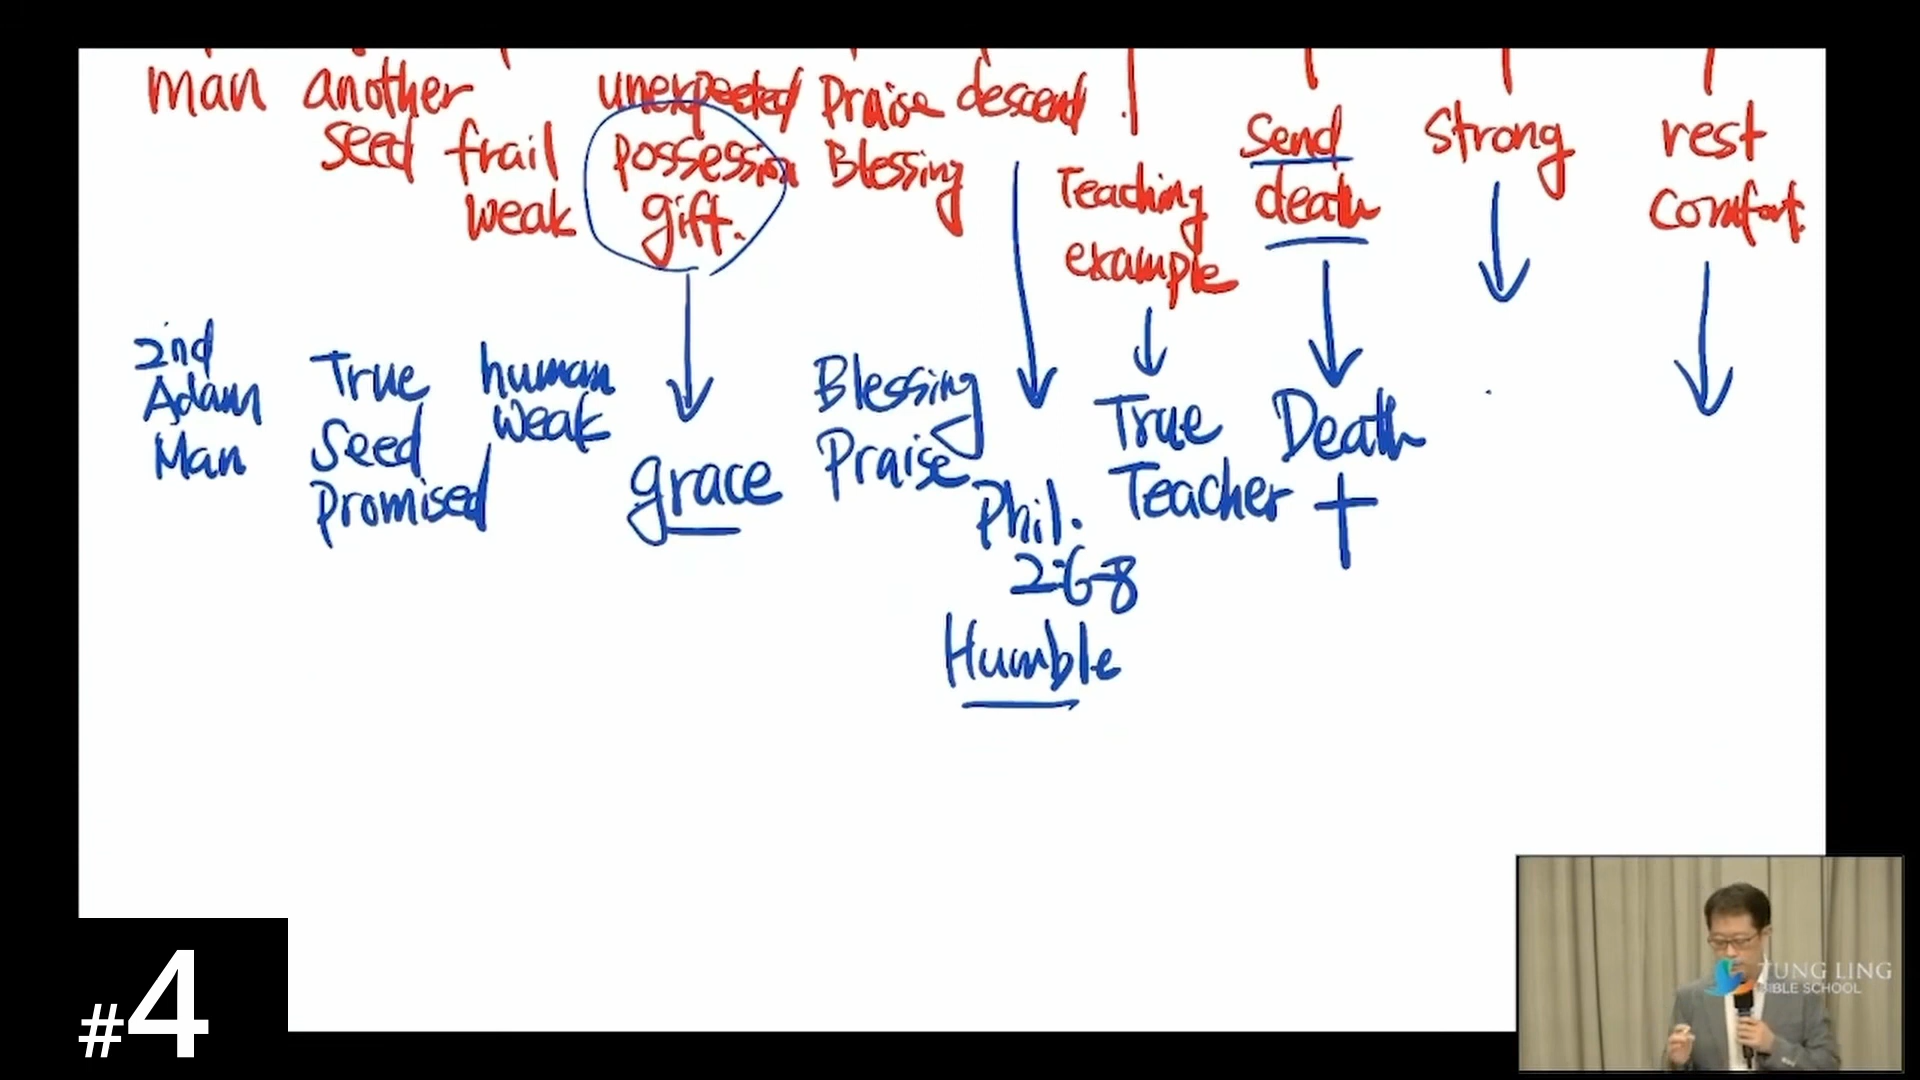 man another unexpected Praise descend
seed frail possession Blessing send strong rest
weak gift. Teaching death comfort.
example
2nd True human Blessing True Death
Adam Seed weak Praise Teacher
Man Promised grace Phil.
2:6-8
Humble
TUNG LING
BIBLE SCHOOL
#4